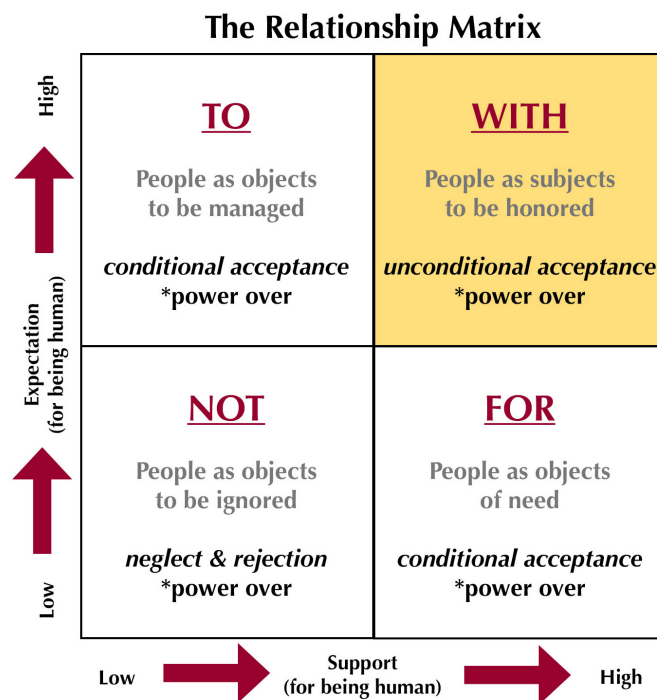 The Relationship Matrix
High
Expectation
(for being human)
Low
TO
People as objects
to be managed
conditional acceptance
*power over
WITH
People as subjects
to be honored
unconditional acceptance
*power over
NOT
People as objects
to be ignored
neglect & rejection
*power over
FOR
People as objects
of need
conditional acceptance
*power over
Low
Support
(for being human)
High